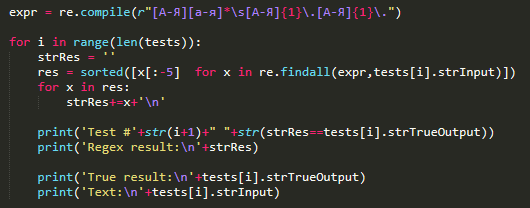 expr = re.compile(r"[А-Я][а-я]*\s[А-Я]{1}\.[А-Я]{1}\.")
for i in range(len(tests)):
    strRes = ''
    res = sorted([x[:-5]  for x in re.findall(expr,tests[i].strInput)])
    for x in res:
        strRes+=x+'\n'
    print('Test #'+str(i+1)+" "+str(strRes==tests[i].strTrueOutput))
    print('Regex result:\n'+strRes)
    print('True result:\n'+tests[i].strTrueOutput)
    print('Text:\n'+tests[i].strInput)